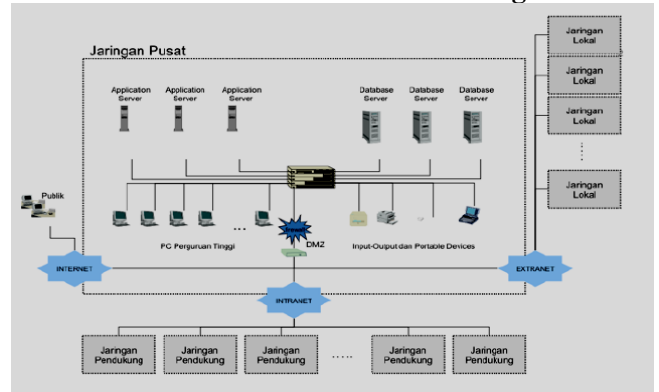 Jaringan Pusat
Application Server
Application Server
Application Server
Database Server
Database Server
Database Server
Publik
PC Perguruan Tinggi
...
DMZ
Input-Output dan Portable Devices
INTERNET
INTRANET
EXTRANET
Jaringan Lokal
Jaringan Lokal
Jaringan Lokal
Jaringan Lokal
Jaringan Pendukung
Jaringan Pendukung
Jaringan Pendukung
.....
Jaringan Pendukung
Jaringan Pendukung